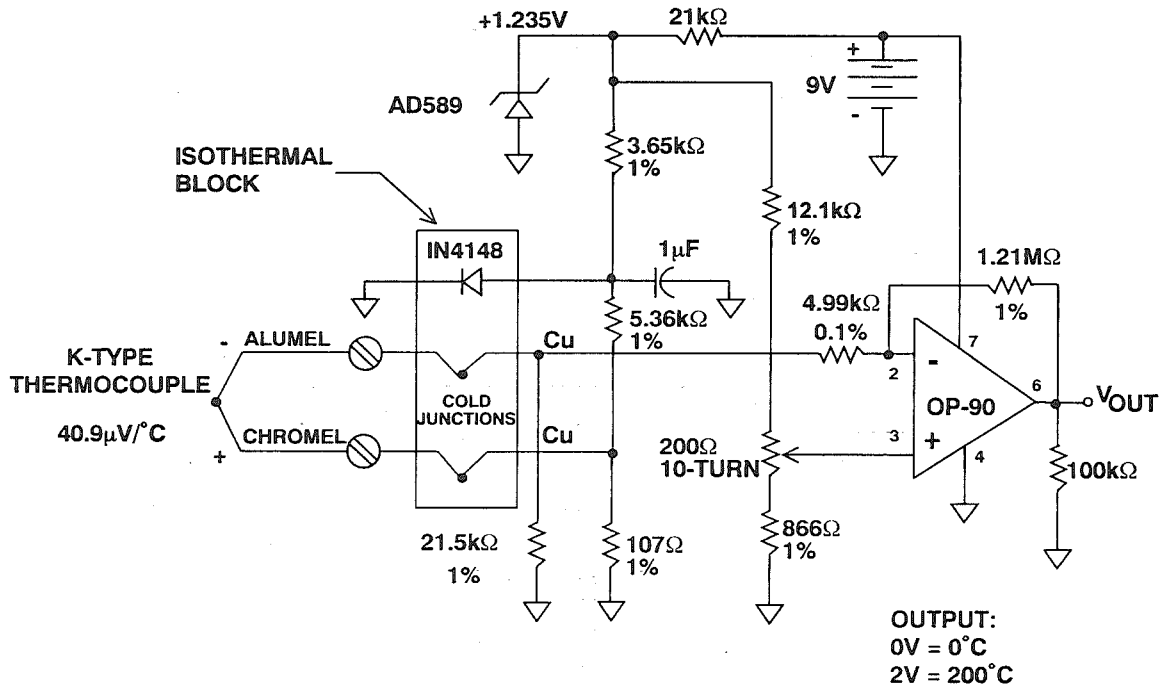 +1.235V
21kΩ
+
9V
-
AD589
ISOTHERMAL
BLOCK
3.65kΩ
1%
12.1kΩ
1%
IN4148
1μF
1.21MΩ
1%
4.99kΩ
0.1%
5.36kΩ
1%
K-TYPE
THERMOCOUPLE
40.9μV/°C
-
ALUMEL
Cu
COLD
JUNCTIONS
+
CHROMEL
Cu
2
-
7
OP-90
6
VOUT
3
+
4
200Ω
10-TURN
100kΩ
21.5kΩ
1%
107Ω
1%
866Ω
1%
OUTPUT:
0V = 0°C
2V = 200°C